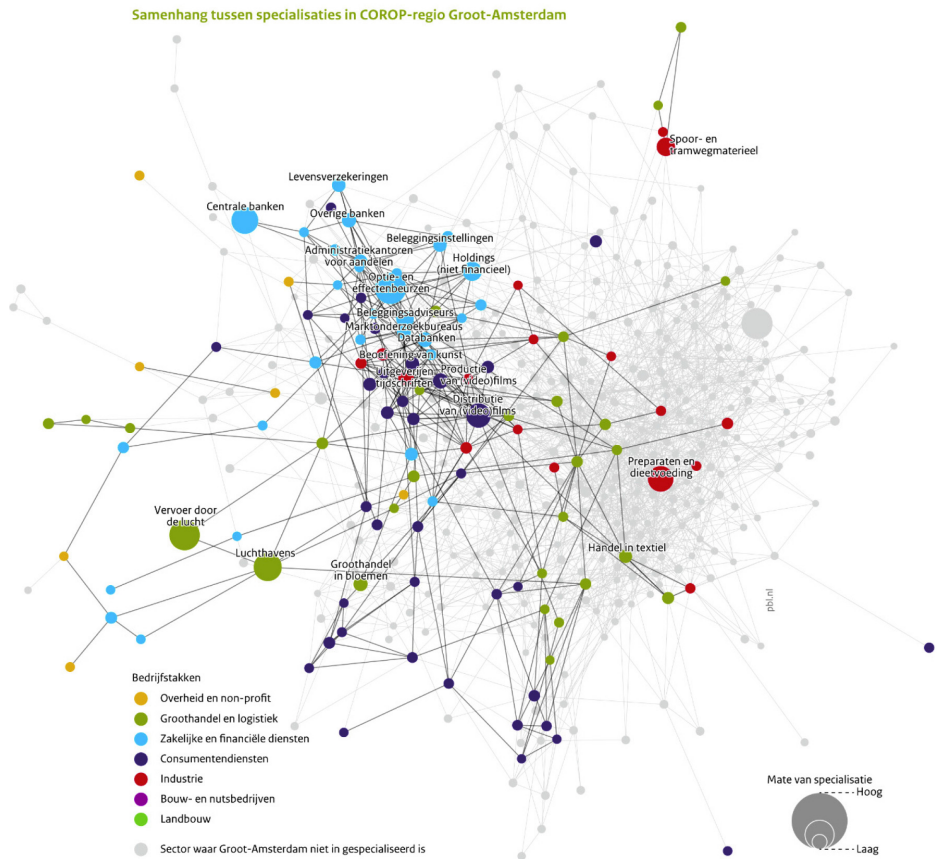 Samenhang tussen specialisaties in COROP-regio Groot-Amsterdam
Spoor- en
tramwegmaterieel
Levensverzekeringen
Centrale banken
Overige banken
Beleggingsinstellingen
Administratiekantoren
voor aandelen
Holdings
(niet financieel)
Optie- en
effectenbeurzen
Beleggingsadviseurs
Marktonderzoekbureaus
Databanken
Beoefening van kunst
Uitgeverijen
tijdschriften
Productie
van (video)films
Distributie
van (video)films
Preparaten en
dieetvoeding
Vervoer door
de lucht
Luchthavens
Groothandel
in bloemen
Handel in textiel
pbl.nl
Bedrijfstakken
Overheid en non-profit
Groothandel en logistiek
Zakelijke en financiële diensten
Consumentendiensten
Industrie
Bouw- en nutsbedrijven
Landbouw
Sector waar Groot-Amsterdam niet in gespecialiseerd is
Mate van specialisatie
Hoog
Laag